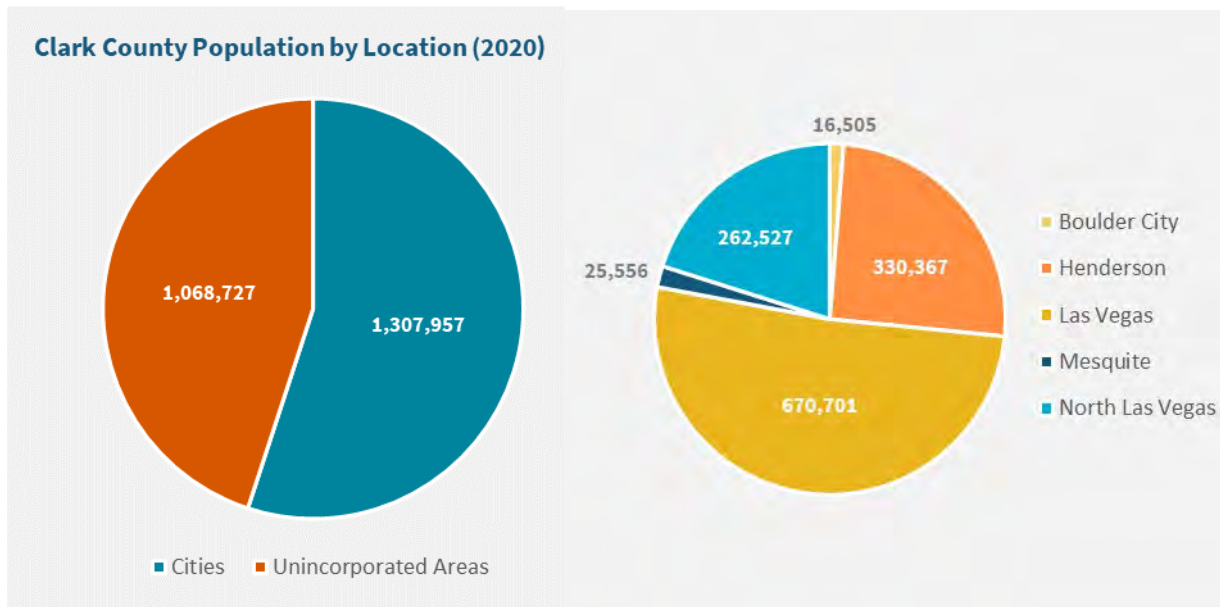 Clark County Population by Location (2020)
1,068,727
1,307,957
Cities
Unincorporated Areas
16,505
262,527
330,367
25,556
670,701
Boulder City
Henderson
Las Vegas
Mesquite
North Las Vegas